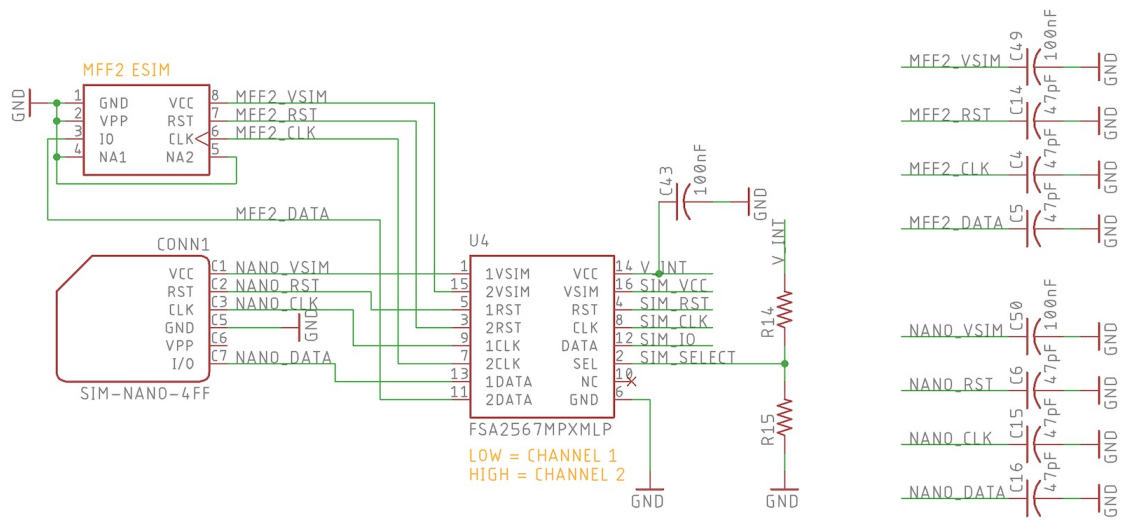 MFF2 ESIM
GND
1 GND VCC 8 MFF2_VSIM
2 VPP RST 7 MFF2_RST
3 IO CLK 6 MFF2_CLK
4 NA1 NA2 5
MFF2_DATA
CONN1
VCC C1 NANO_VSIM
RST C2 NANO_RST
CLK C3 NANO_CLK
GND C5 GND
VPP C6
I/O C7 NANO_DATA
SIM-NANO-4FF
U4
1 1VSIM VCC 14 V_INT
15 2VSIM VSIM 16 SIM_VCC
5 1RST RST 4 SIM_RST
3 2RST CLK 8 SIM_CLK
9 1CLK DATA 12 SIM_IO
7 2CLK SEL 2 SIM_SELECT
13 1DATA NC 10
11 2DATA GND 6
FSA2567MPXMLP
LOW = CHANNEL 1
HIGH = CHANNEL 2
GND
C43
100nF
GND
V_INT
R14
R15
GND
MFF2_VSIM C49 100nF GND
MFF2_RST C14 47pF GND
MFF2_CLK C4 47pF GND
MFF2_DATA C5 47pF GND
NANO_VSIM C50 100nF GND
NANO_RST C6 47pF GND
NANO_CLK C15 47pF GND
NANO_DATA C16 47pF GND